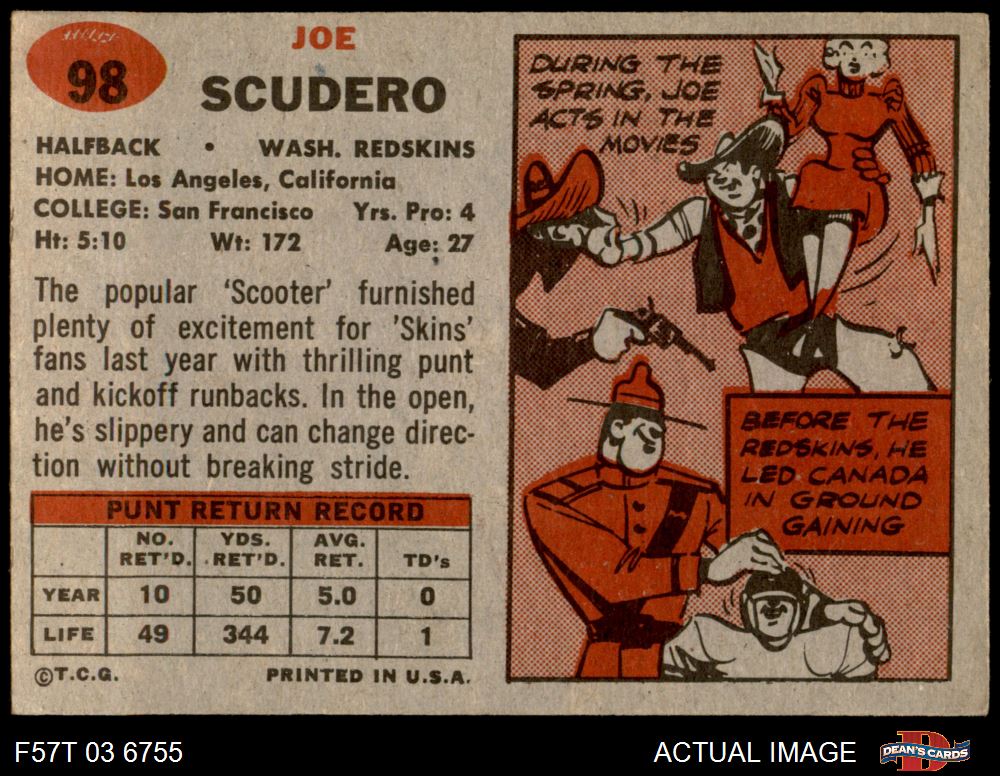 98
JOE
SCUDERO
HALFBACK • WASH. REDSKINS
HOME: Los Angeles, California
COLLEGE: San Francisco Yrs. Pro: 4
Ht: 5:10 Wt: 172 Age: 27
The popular 'Scooter' furnished
plenty of excitement for 'Skins'
fans last year with thrilling punt
and kickoff runbacks. In the open,
he's slippery and can change direc-
tion without breaking stride.
PUNT RETURN RECORD
NO. RET'D. YDS. RET'D. AVG. RET. TD's
YEAR 10 50 5.0 0
LIFE 49 344 7.2 1
©T.C.G. PRINTED IN U.S.A.
DURING THE
SPRING, JOE
ACTS IN THE
MOVIES
BEFORE THE
REDSKINS, HE
LED CANADA
IN GROUND
GAINING
F57T 03 6755
ACTUAL IMAGE
DEAN'S CARDS